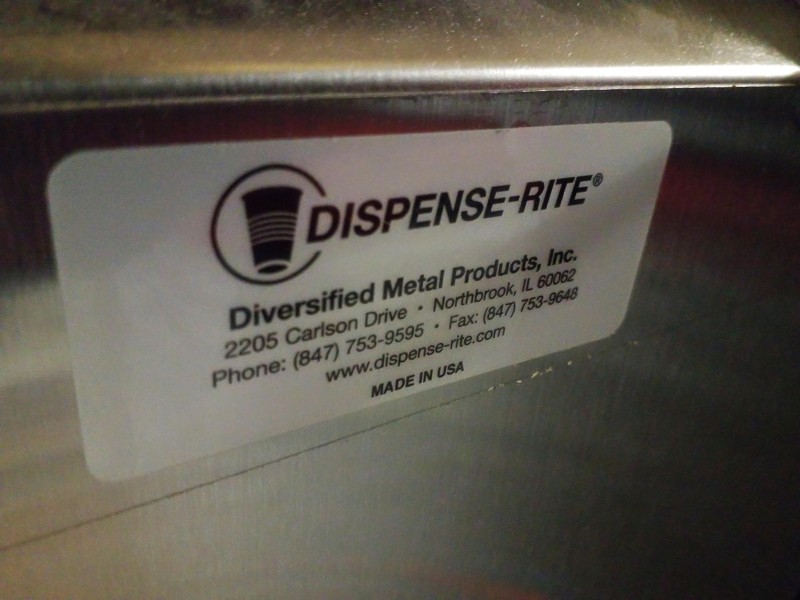 DISPENSE-RITE®
Diversified Metal Products, Inc.
2205 Carlson Drive · Northbrook, IL 60062
Phone: (847) 753-9595 · Fax: (847) 753-9648
www.dispense-rite.com
MADE IN USA